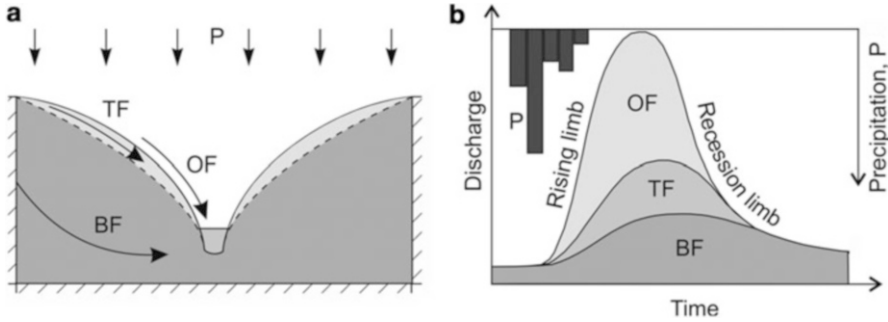 a
P
TF
OF
BF
b
Discharge
P
Rising limb
OF
TF
BF
Recession limb
Precipitation, P
Time